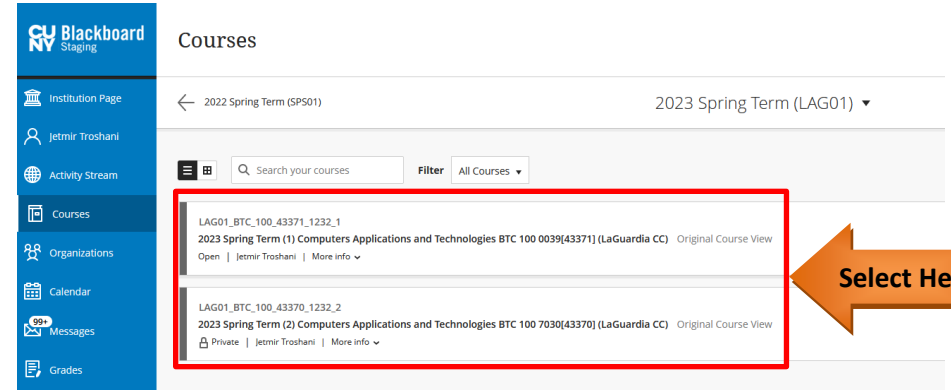 CUNY Blackboard
Staging
Courses
Institution Page
Jetmir Troshani
Activity Stream
Courses
Organizations
Calendar
99+
Messages
Grades
2022 Spring Term (SPS01)
2023 Spring Term (LAG01)
Search your courses
Filter
All Courses
LAG01_BTC_100_43371_1232_1
2023 Spring Term (1) Computers Applications and Technologies BTC 100 0039[43371] (LaGuardia CC) Original Course View
Open | Jetmir Troshani | More info
LAG01_BTC_100_43370_1232_2
2023 Spring Term (2) Computers Applications and Technologies BTC 100 7030[43370] (LaGuardia CC) Original Course View
Private | Jetmir Troshani | More info
Select He